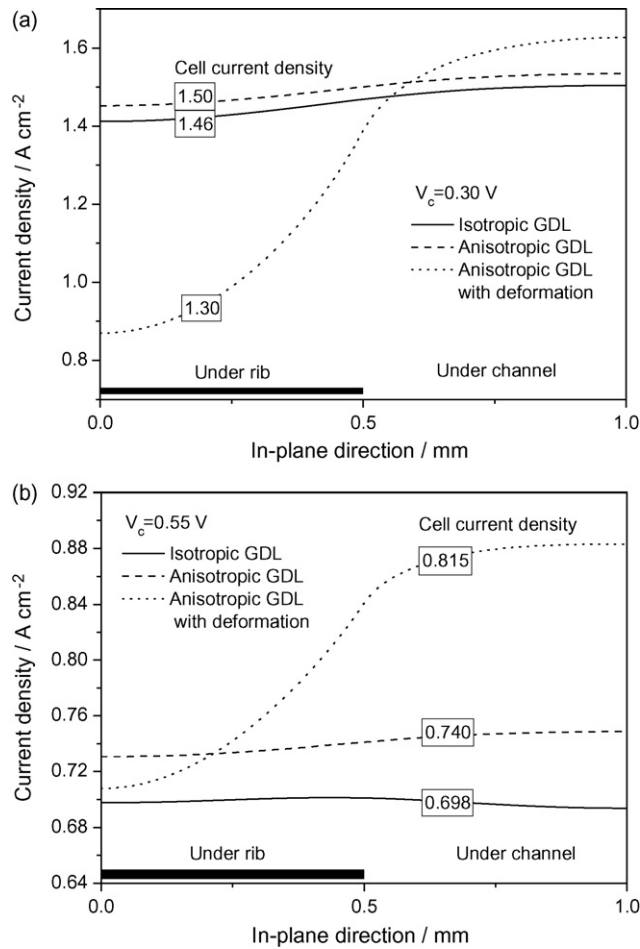 (a)
1.6
1.4
1.2
1.0
0.8
Current density / A cm⁻²
Cell current density
1.50
1.46
1.30
V_c=0.30 V
Isotropic GDL
Anisotropic GDL
Anisotropic GDL
with deformation
Under rib
Under channel
0.0
0.5
1.0
In-plane direction / mm
(b)
0.92
0.88
0.84
0.80
0.76
0.72
0.68
0.64
Current density / A cm⁻²
V_c=0.55 V
Isotropic GDL
Anisotropic GDL
Anisotropic GDL
with deformation
Cell current density
0.815
0.740
0.698
Under rib
Under channel
0.0
0.5
1.0
In-plane direction / mm